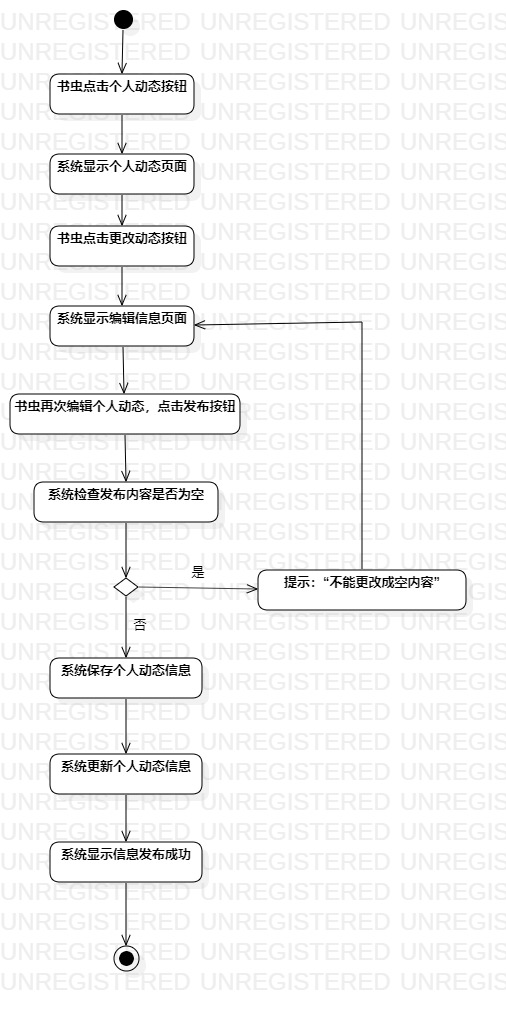 书虫点击个人动态按钮
系统显示个人动态页面
书虫点击更改动态按钮
系统显示编辑信息页面
书虫再次编辑个人动态，点击发布按钮
系统检查发布内容是否为空
是
提示：“不能更改成空内容”
否
系统保存个人动态信息
系统更新个人动态信息
系统显示信息发布成功
UNREGISTERED